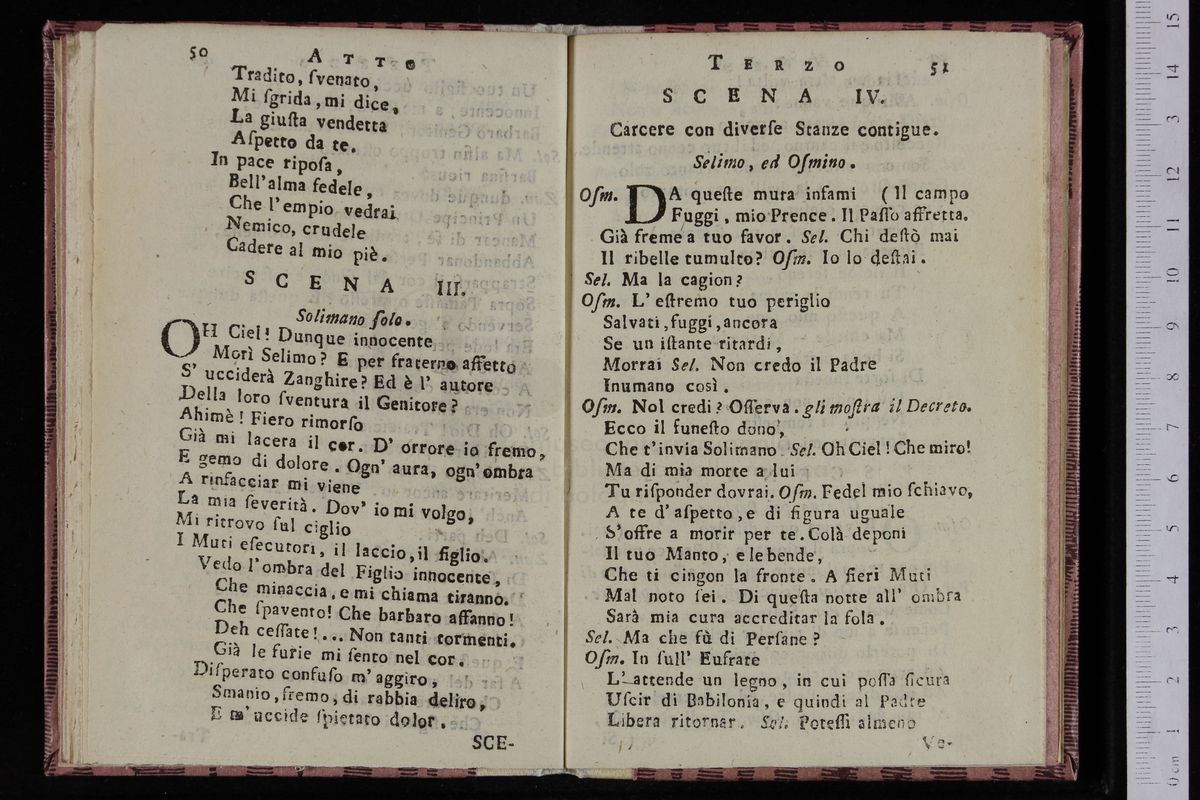 50 ATTO
Tradito, ſvenato,
Mi ſgrida, mi dice,
La giuſta vendetta
Aſpetto da te.
In pace ripoſa,
Bell'alma fedele,
Che l'empio vedrai
Nemico, crudele
Cadere al mio piè.
SCENA III.
Solimano ſolo.
OH Ciel! Dunque innocente
Morì Selimo? E per fraterno affetto
S' ucciderà Zanghire? Ed è l' autore
Della loro ſventura il Genitore?
Ahimè! Fiero rimorſo
Già mi lacera il cor. D' orrore io fremo,
E gemo di dolore. Ogn' aura, ogn' ombra
A rinfacciar mi viene
La mia ſeverità. Dov' io mi volgo,
Mi ritrovo ſul ciglio
I Muti eſecutori, il laccio, il figlio.
Vedo l'ombra del Figlio innocente,
Che minaccia, e mi chiama tiranno.
Che ſpavento! Che barbaro affanno!
Deh ceſſate!... Non tanti tormenti.
Già le furie mi ſento nel cor.
Diſperato confuſo m' aggiro,
Smanio, fremo, di rabbia deliro,
E m'uccide ſpietato dolor.
SCE-
TERZO 51
SCENA IV.
Carcere con diverſe Stanze contigue.
Selimo, ed Oſmino.
Oſm. DA queſte mura infami (Il campo
Fuggi, mio Prence. Il Paſſo affretta.
Già freme a tuo favor. Sel. Chi deſtò mai
Il ribelle tumulto? Oſm. Io lo deſtai.
Sel. Ma la cagion?
Oſm. L' eſtremo tuo periglio
Salvati, fuggi, ancora
Se un iſtante ritardi,
Morrai Sel. Non credo il Padre
Inumano così.
Oſm. Nol credi? Oſſerva. gli moſtra il Decreto.
Ecco il funeſto dono,
Che t'invia Solimano. Sel. Oh Ciel! Che miro!
Ma di mia morte a lui
Tu riſponder dovrai. Oſm. Fedel mio ſchiavo,
A te d' aſpetto, e di figura uguale
S'offre a morir per te. Colà deponi
Il tuo Manto, e le bende,
Che ti cingon la fronte. A fieri Muti
Mal noto ſei. Di queſta notte all' ombra
Sarà mia cura accreditar la fola.
Sel. Ma che fù di Perſane?
Oſm. In ſull' Eufrate
L' attende un legno, in cui poſſa ſicura
Uſcir di Babilonia, e quindi al Padre
Libera ritornar. Sel. Poteſſi almeno
Ve-